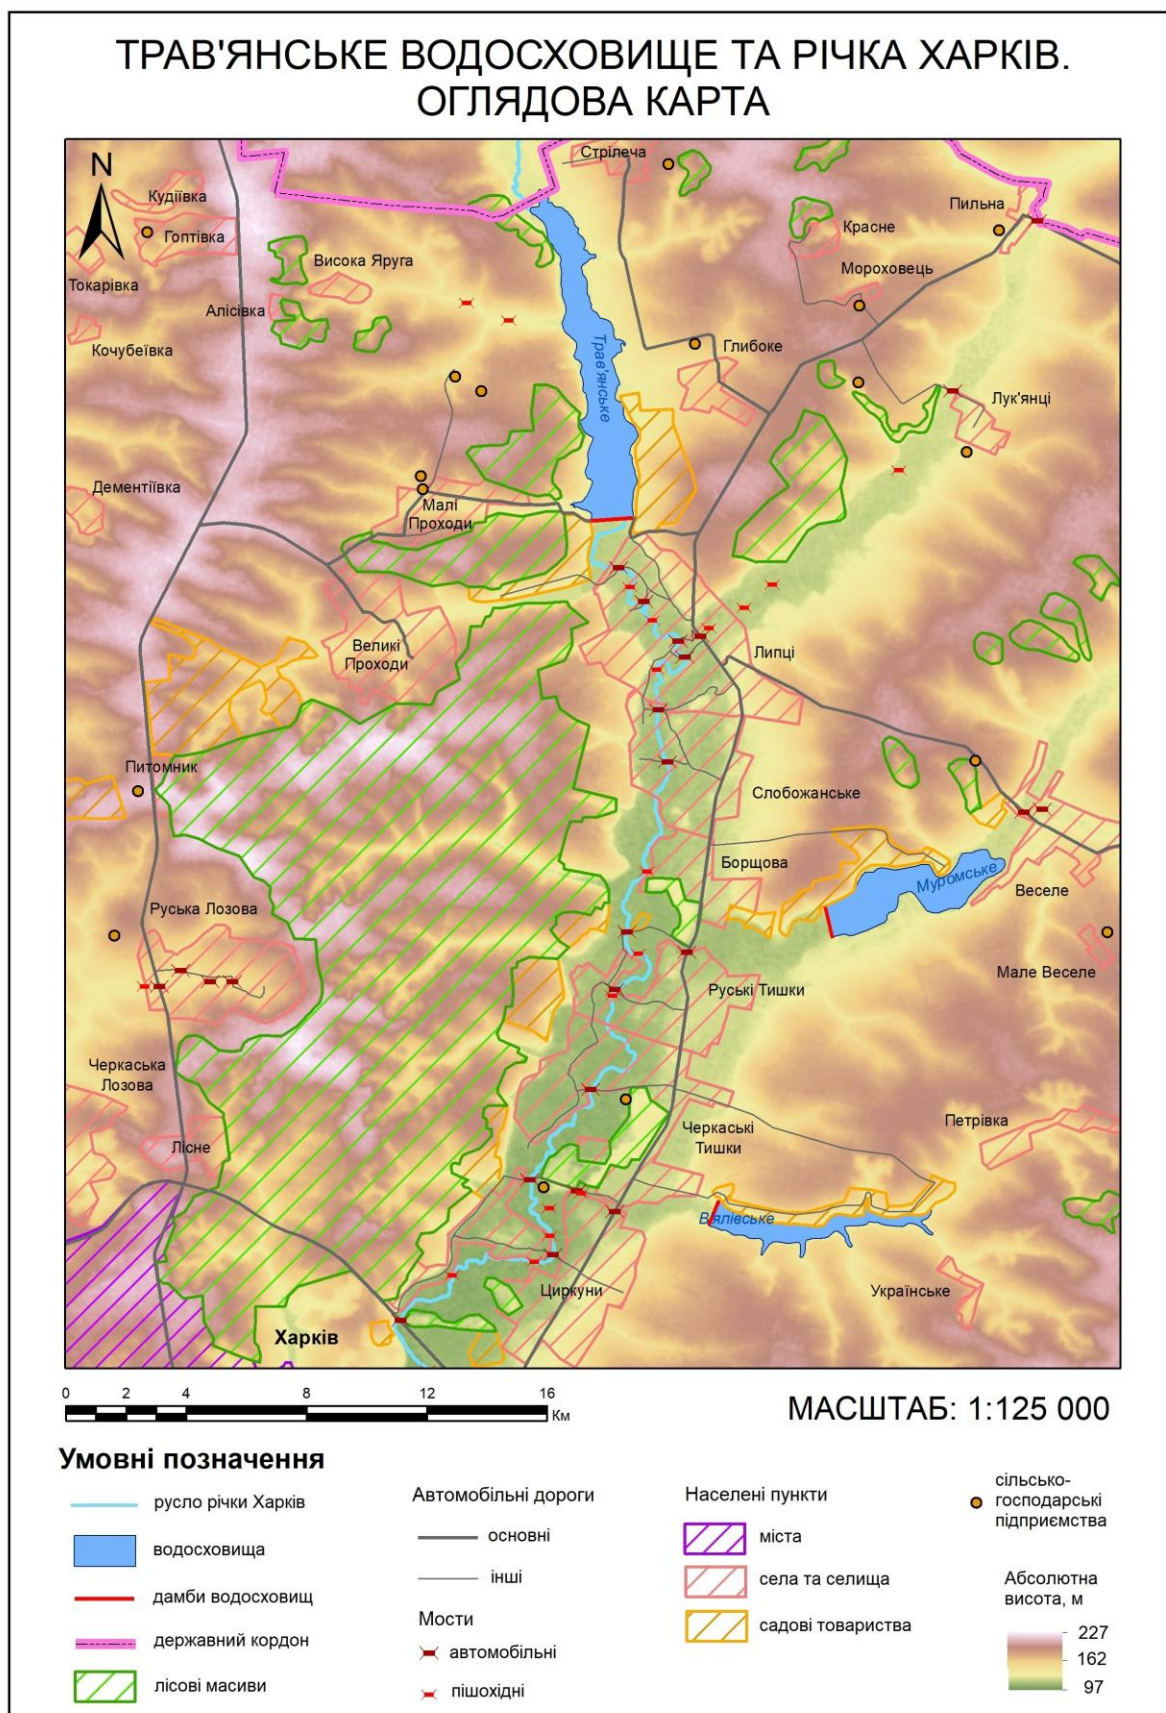 ТРАВ'ЯНСЬКЕ ВОДОСХОВИЩЕ ТА РІЧКА ХАРКІВ.
ОГЛЯДОВА КАРТА
N
Стрілеча
Кудіївка
Гоптівка
Пильна
Красне
Висока Яруга
Мороховець
Токарівка
Алісівка
Кочубеївка
Глибоке
Трав'янське
Лук'янці
Дементіївка
Малі
Проходи
Великі
Проходи
Липці
Питомник
Слобожанське
Борщова
Муромське
Веселе
Руська Лозова
Мале Веселе
Руські Тишки
Черкаська
Лозова
Петрівка
Черкаські
Тишки
Лісне
В'ялівське
Українське
Циркуни
Харків
0 2 4 8 12 16
Км
МАСШТАБ: 1:125 000
Умовні позначення
русло річки Харків
водосховища
дамби водосховищ
державний кордон
лісові масиви
Автомобільні дороги
основні
інші
Мости
автомобільні
пішохідні
Населені пункти
міста
села та селища
садові товариства
сільсько-
господарські
підприємства
Абсолютна
висота, м
227
162
97